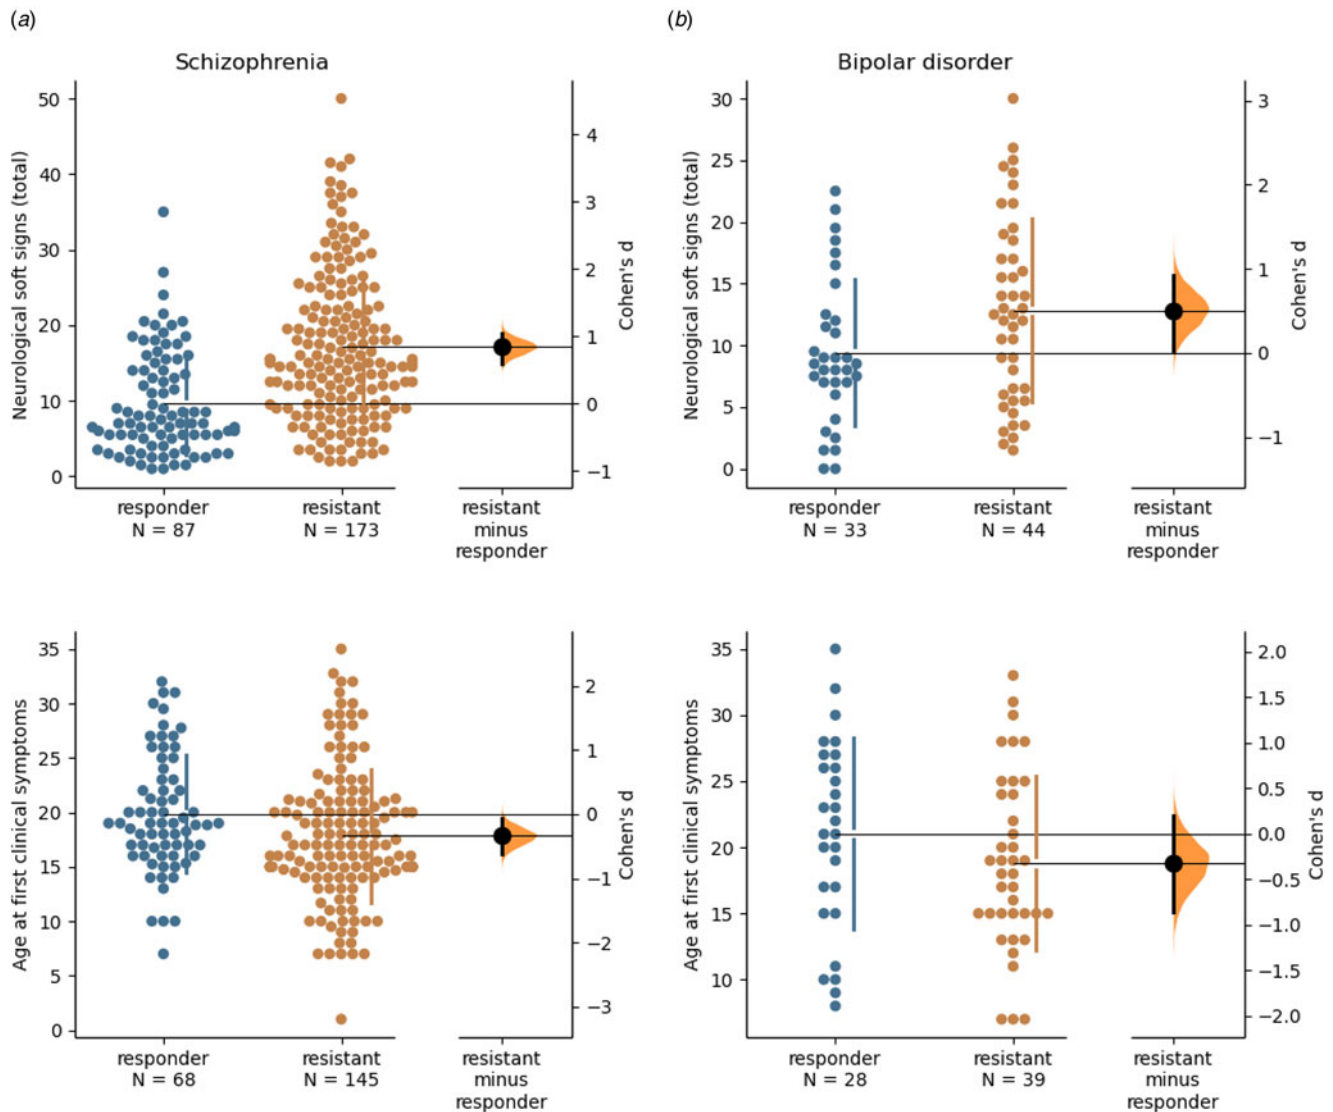 (a)
Schizophrenia
Neurological soft signs (total)
50
40
30
20
10
0
Cohen's d
4
3
2
1
0
−1
responder
N = 87
resistant
N = 173
resistant
minus
responder
(b)
Bipolar disorder
Neurological soft signs (total)
30
25
20
15
10
5
0
Cohen's d
3
2
1
0
−1
responder
N = 33
resistant
N = 44
resistant
minus
responder
Age at first clinical symptoms
35
30
25
20
15
10
5
0
Cohen's d
2
1
0
−1
−2
−3
responder
N = 68
resistant
N = 145
resistant
minus
responder
Age at first clinical symptoms
35
30
25
20
15
10
Cohen's d
2.0
1.5
1.0
0.5
0.0
−0.5
−1.0
−1.5
−2.0
responder
N = 28
resistant
N = 39
resistant
minus
responder